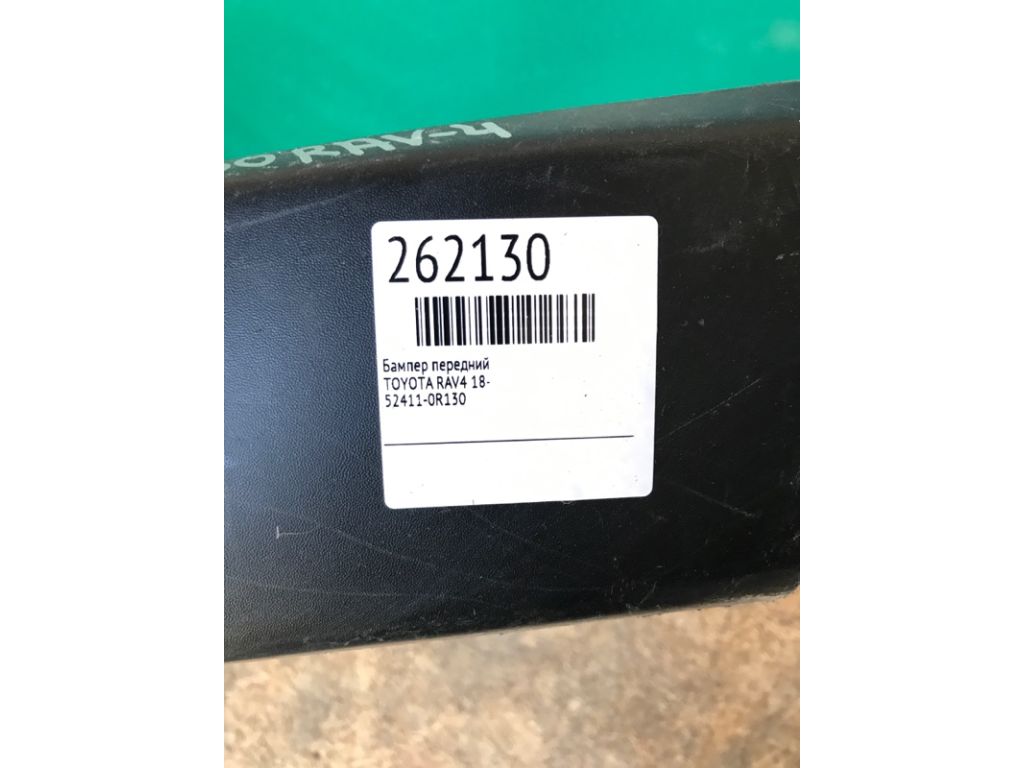 RAV-4
262130
Бампер передний
TOYOTA RAV4 18-
52411-0R130